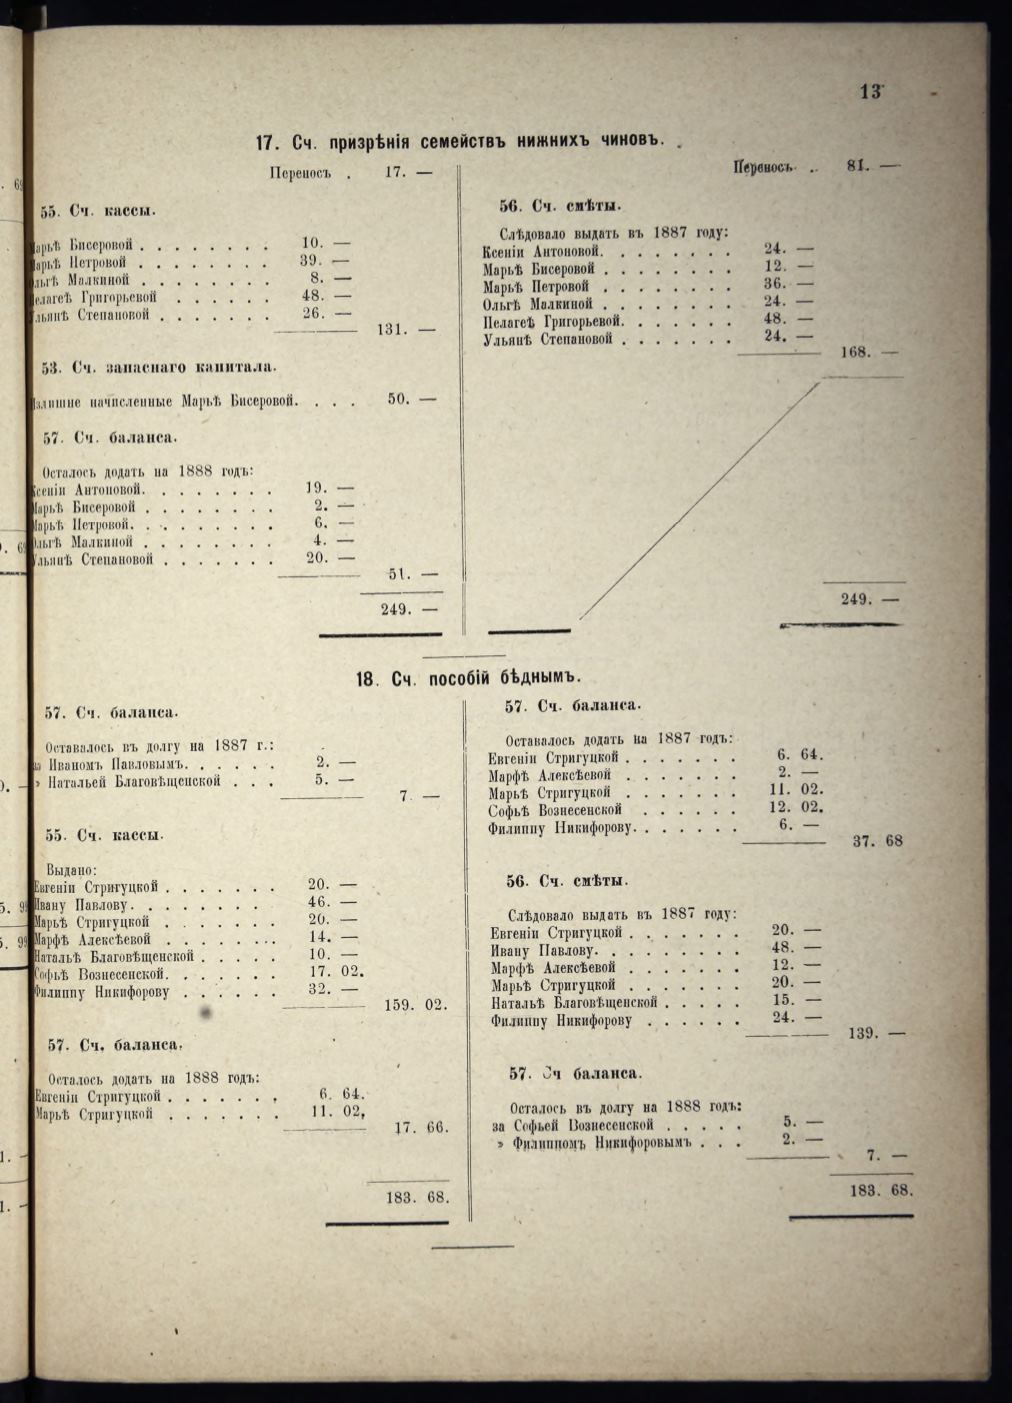 13
17. Сч. призрѣнія семействъ нижнихъ чиновъ.
Переносъ . 17. —
55. Сч. кассы.
Марьѣ Бисеровой . . . . . . . . 10. —
Марьѣ Петровой . . . . . . . . 39. —
Ольгѣ Малкиной . . . . . . . . 8. —
Пелагеѣ Григорьевой . . . . . . 48. —
Ульянѣ Степановой . . . . . . . 26. —
131. —
53. Сч. запаснаго капитала.
Излишне начисленные Марьѣ Бисеровой. . . . 50. —
57. Сч. баланса.
Осталось додать на 1888 годъ:
Ксеніи Антоновой. . . . . . . . 19. —
Марьѣ Бисеровой . . . . . . . . 2. —
Марьѣ Петровой. . . . . . . . . 6. —
Ольгѣ Малкиной . . . . . . . . 4. —
Ульянѣ Степановой . . . . . . . 20. —
51. —
249. —
Переносъ . . 81. —
56. Сч. смѣты.
Слѣдовало выдать въ 1887 году:
Ксеніи Антоновой. . . . . . . . 24. —
Марьѣ Бисеровой . . . . . . . . 12. —
Марьѣ Петровой . . . . . . . . 36. —
Ольгѣ Малкиной . . . . . . . . 24. —
Пелагеѣ Григорьевой. . . . . . . 48. —
Ульянѣ Степановой . . . . . . . 24. —
168. —
249. —
18. Сч. пособій бѣднымъ.
57. Сч. баланса.
Оставалось въ долгу на 1887 г.:
за Иваномъ Павловымъ. . . . . . 2. —
» Натальей Благовѣщенской . . . 5. —
7. —
55. Сч. кассы.
Выдано:
Евгеніи Стригуцкой . . . . . . . 20. —
Ивану Павлову. . . . . . . . 46. —
Марьѣ Стригуцкой . . . . . . . 20. —
Марфѣ Алексѣевой . . . . . . . . 14. —
Натальѣ Благовѣщенской . . . . . 10. —
Софьѣ Вознесенской. . . . . . . 17. 02.
Филиппу Никифорову . . . . . . 32. —
159. 02.
57. Сч. баланса.
Осталось додать на 1888 годъ:
Евгеніи Стригуцкой . . . . . . . 6. 64.
Марьѣ Стригуцкой . . . . . . . 11. 02.
17. 66.
183. 68.
57. Сч. баланса.
Оставалось додать на 1887 годъ:
Евгеніи Стригуцкой . . . . . . . 6. 64.
Марфѣ Алексѣевой . . . . . . . 2. —
Марьѣ Стригуцкой . . . . . . . 11. 02.
Софьѣ Вознесенской . . . . . . 12. 02.
Филиппу Никифорову. . . . . . . 6. —
37. 68
56. Сч. смѣты.
Слѣдовало выдать въ 1887 году:
Евгеніи Стригуцкой . . . . . . . 20. —
Ивану Павлову. . . . . . . . . 48. —
Марфѣ Алексѣевой . . . . . . . 12. —
Марьѣ Стригуцкой . . . . . . . 20. —
Натальѣ Благовѣщенской . . . . . 15. —
Филиппу Никифорову . . . . . . 24. —
139. —
57. Сч баланса.
Осталось въ долгу на 1888 годъ:
за Софьей Вознесенской . . . . . 5. —
» Филиппомъ Никифоровымъ . . . 2. —
7. —
183. 68.